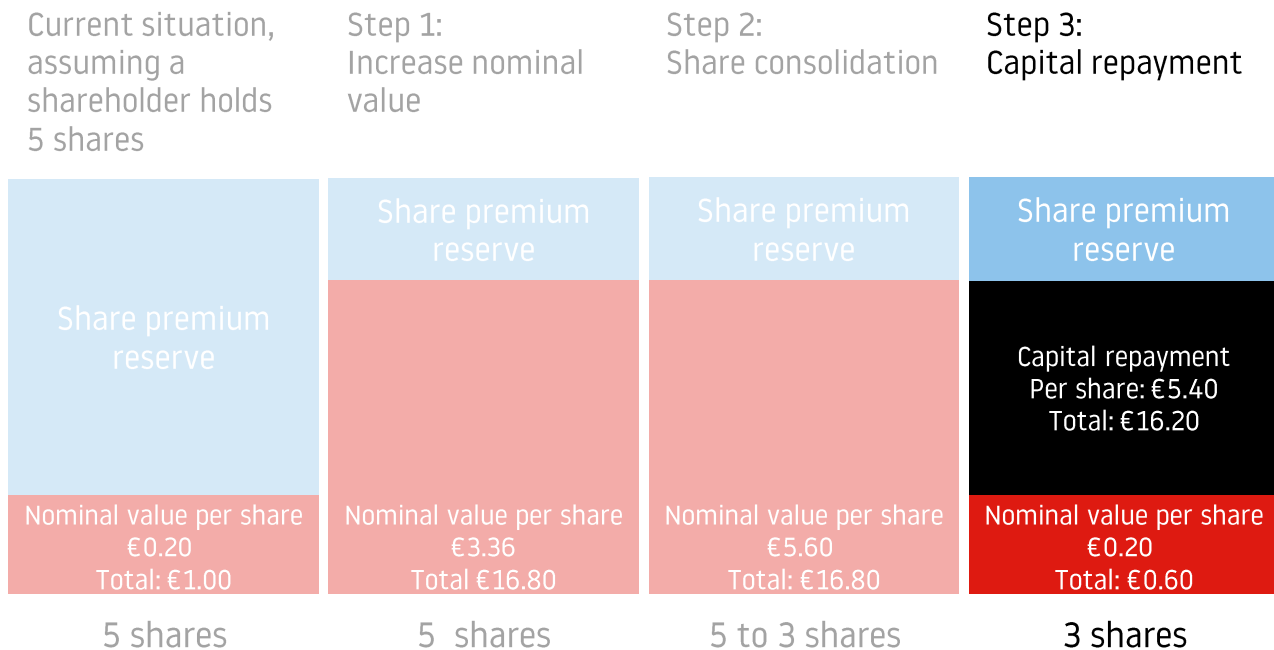 Current situation,
assuming a
shareholder holds
5 shares
Step 1:
Increase nominal
value
Step 2:
Share consolidation
Step 3:
Capital repayment
Share premium
reserve
Nominal value per share
€0.20
Total: €1.00
5 shares
Share premium
reserve
Nominal value per share
€3.36
Total €16.80
5 shares
Share premium
reserve
Nominal value per share
€5.60
Total: €16.80
5 to 3 shares
Share premium
reserve
Capital repayment
Per share: €5.40
Total: €16.20
Nominal value per share
€0.20
Total: €0.60
3 shares